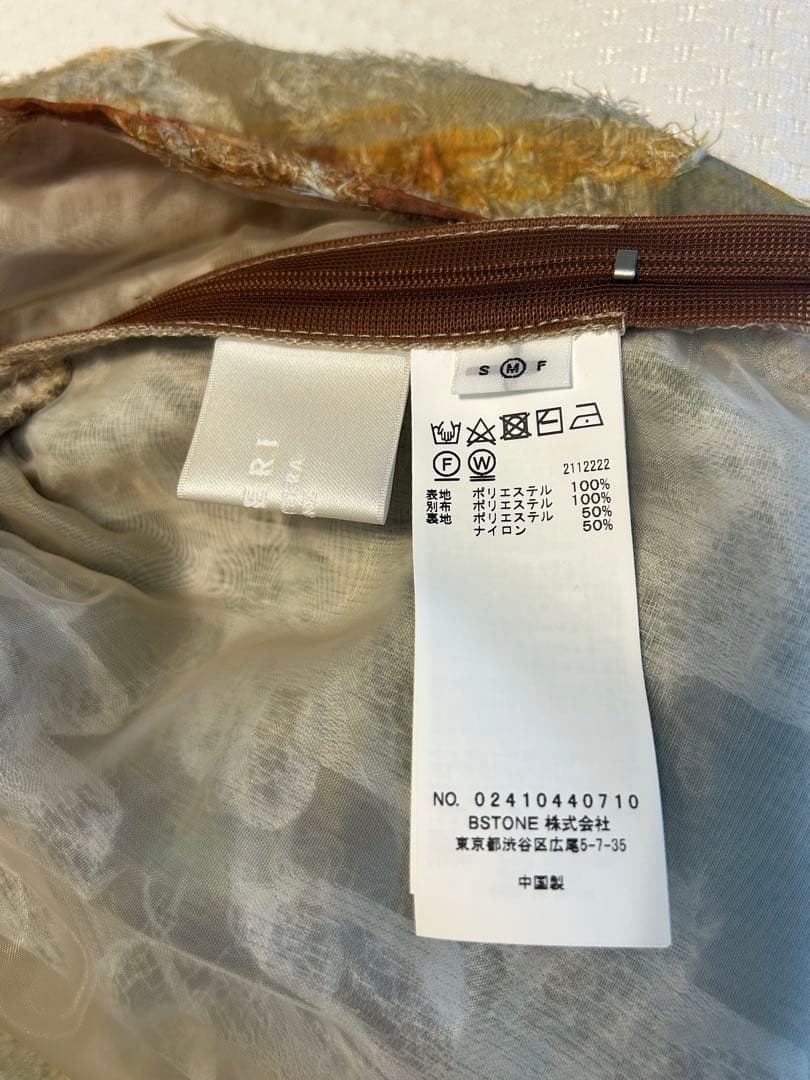 S M F
F W
2112222
表地 ポリエステル 100%
別布 ポリエステル 100%
裏地 ポリエステル 50%
ナイロン 50%
NO. 02410440710
BSTONE 株式会社
東京都渋谷区広尾5-7-35
中国製